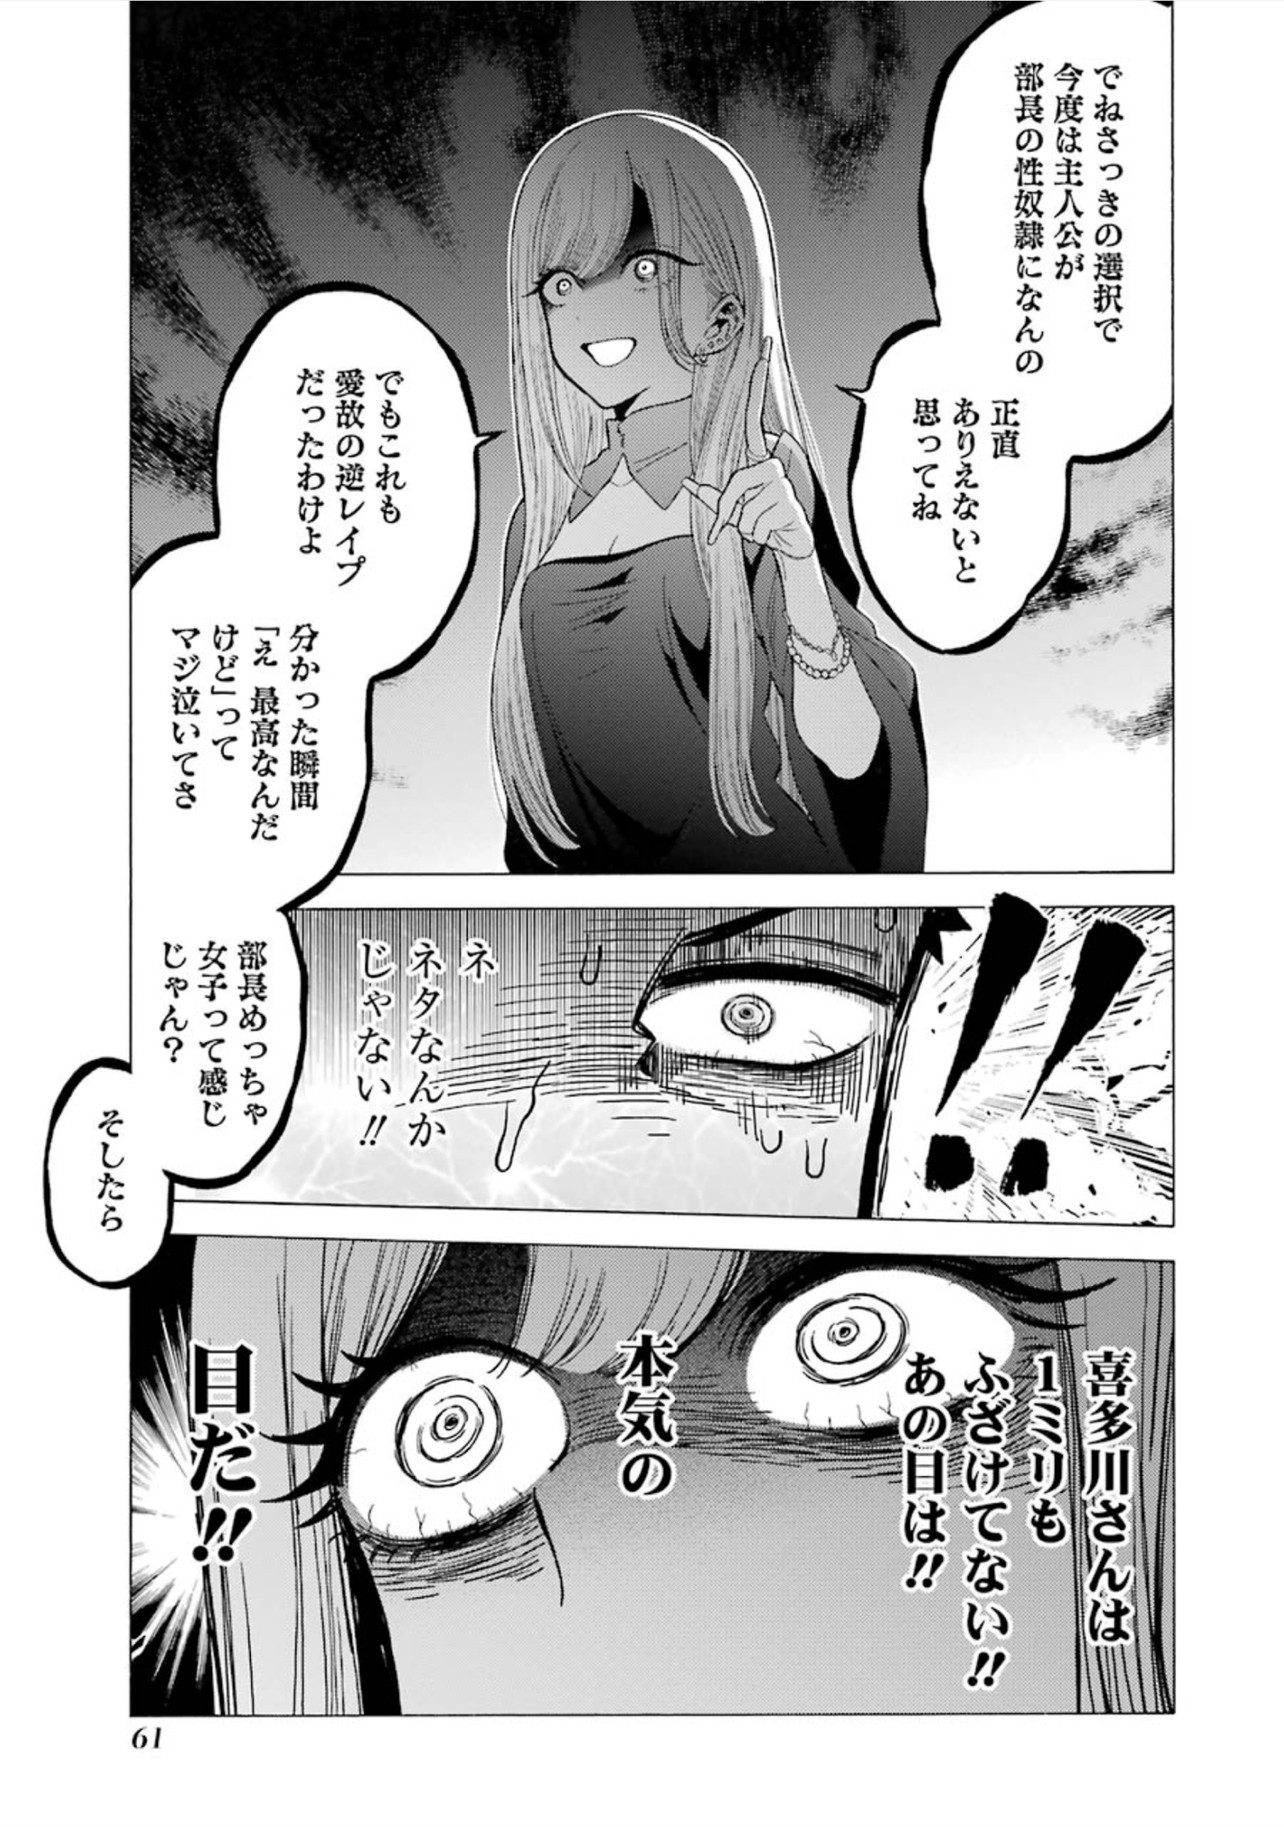 でねさっきの選択で
今度は主人公が
部長の性奴隷になんの
正直
ありえないと
思ってね
でもこれも
愛故の逆レイプ
だったわけよ
分かった瞬間
「え 最高なんだ
けど」って
マジ泣いてさ
部長めっちゃ
女子って感じ
じゃん？
そしたら
ネ
ネタなんか
じゃない!!
喜多川さんは
1ミリも
ふざけてない!!
あの目は!!
本気の
目だ!!
61